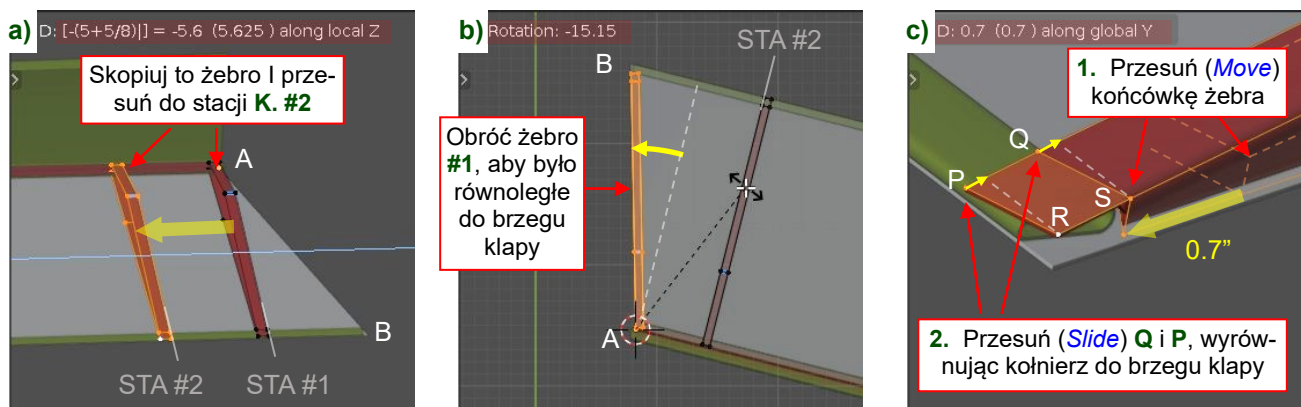 a)
D: [-(5+5/8)|] = -5.6 (5.625 ) along local Z
Skopiuj to żebro I prze-
suń do stacji K. #2
A
B
STA #2
STA #1
b)
Rotation: -15.15
STA #2
B
Obróć żebro
#1, aby było
równoległe
do brzegu
klapy
A
c)
D: 0.7 (0.7 ) along global Y
1. Przesuń (Move)
końcówkę żebra
Q
P
S
R
0.7”
2. Przesuń (Slide) Q i P, wyrów-
nując kołnierz do brzegu klapy